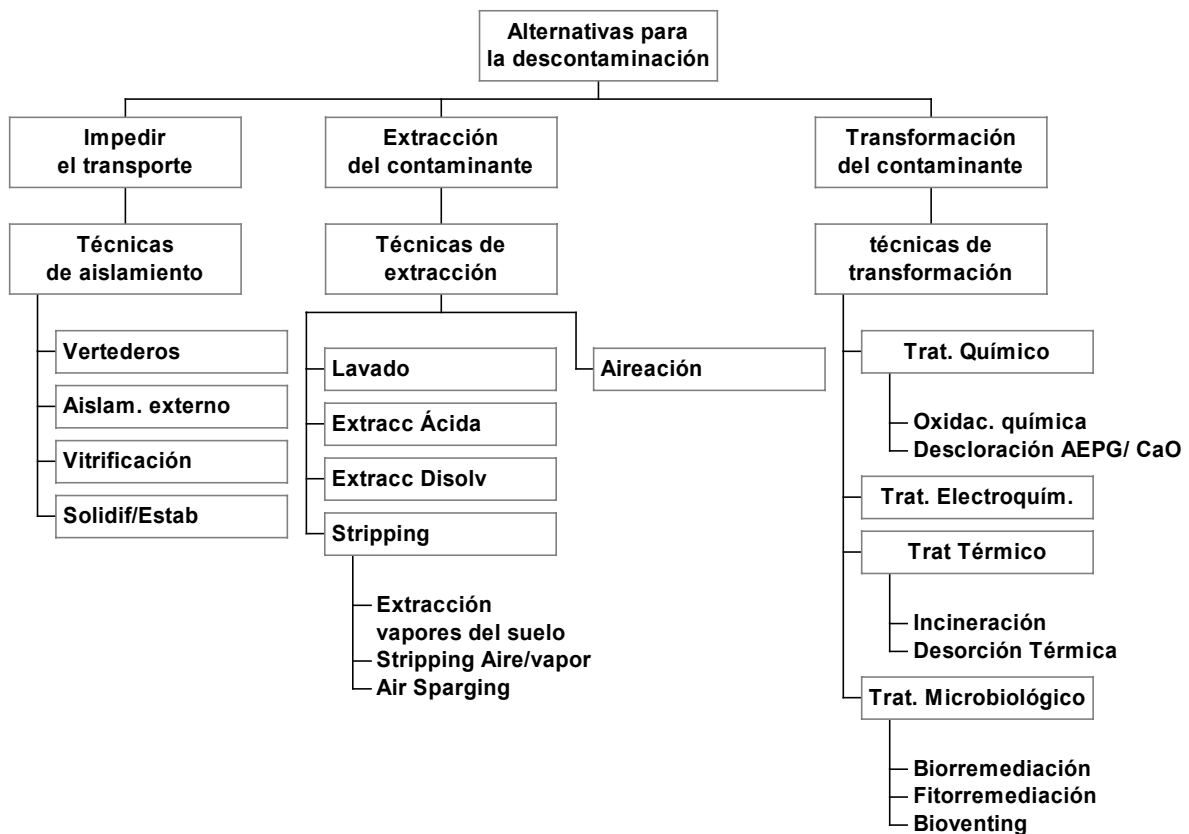 Alternativas para
la descontaminación
Impedir
el transporte
Técnicas
de aislamiento
Vertederos
Aislam. externo
Vitrificación
Solidif/Estab
Extracción
del contaminante
Técnicas de
extracción
Lavado
Extracc Ácida
Extracc Disolv
Stripping
Extracción
vapores del suelo
Stripping Aire/vapor
Air Sparging
Aireación
Transformación
del contaminante
técnicas de
transformación
Trat. Químico
Oxidac. química
Descloración AEPG/ CaO
Trat. Electroquím.
Trat Térmico
Incineración
Desorción Térmica
Trat. Microbiológico
Biorremediación
Fitorremediación
Bioventing